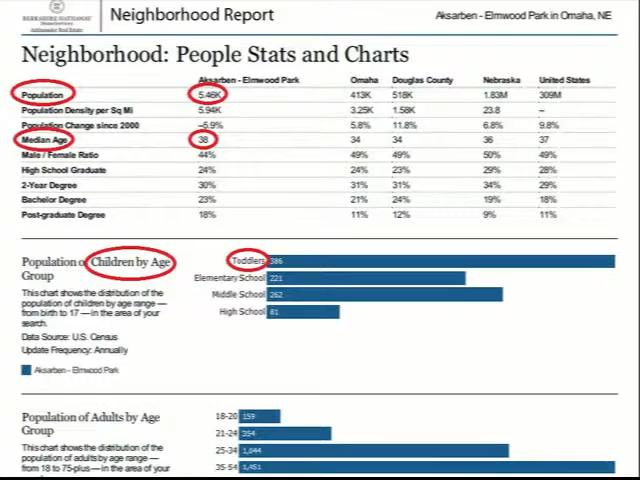 BERKSHIRE HATHAWAY
HomeServices
Ambassador Real Estate
Neighborhood Report
Aksarben - Elmwood Park in Omaha, NE
Neighborhood: People Stats and Charts
Aksarben - Elmwood Park Omaha Douglas County Nebraska United States
Population 5.46K 413K 518K 1.83M 309M
Population Density per Sq Mi 5.94K 3.25K 1.58K 23.8 –
Population Change since 2000 –5.9% 5.8% 11.8% 6.8% 9.8%
Median Age 38 34 34 36 37
Male / Female Ratio 44% 49% 49% 50% 49%
High School Graduate 24% 24% 23% 29% 28%
2-Year Degree 30% 31% 31% 34% 29%
Bachelor Degree 23% 21% 24% 19% 18%
Post-graduate Degree 18% 11% 12% 9% 11%
Population of Children by Age
Group
This chart shows the distribution of the
population of children by age range —
from birth to 17 — in the area of your
search.
Data Source: U.S. Census
Update Frequency: Annually
Aksarben - Elmwood Park
Toddlers 386
Elementary School 221
Middle School 262
High School 81
Population of Adults by Age
Group
This chart shows the distribution of the
population of adults by age range —
from 18 to 75-plus — in the area of your
18-20 159
21-24 354
25-34 1,044
35-54 1,451